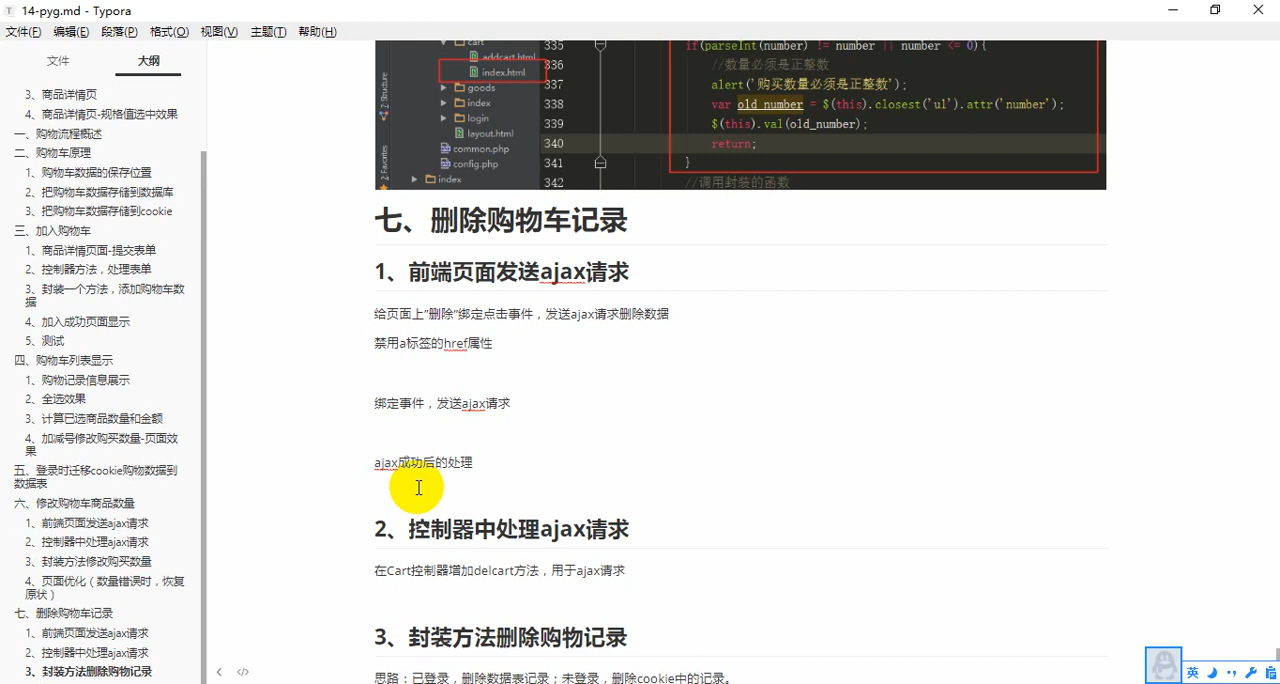 14-pyg.md - Typora
文件(F) 编辑(E) 段落(P) 格式(O) 视图(V) 主题(T) 帮助(H)
文件 大纲
3、商品详情页
4、商品详情页-规格值选中效果
一、购物流程概述
二、购物车原理
1、购物车数据的保存位置
2、把购物车数据存储到数据库
3、把购物车数据存储到cookie
三、加入购物车
1、商品详情页面-提交表单
2、控制器方法，处理表单
3、封装一个方法，添加购物车数
据
4、加入成功页面显示
5、测试
四、购物车列表显示
1、购物记录信息展示
2、全选效果
3、计算已选商品数量和金额
4、加减号修改购买数量-页面效
果
五、登录时迁移cookie购物数据到
数据表
六、修改购物车商品数量
1、前端页面发送ajax请求
2、控制器中处理ajax请求
3、封装方法修改购买数量
4、页面优化（数量错误时，恢复
原状）
七、删除购物车记录
1、前端页面发送ajax请求
2、控制器中处理ajax请求
3、封装方法删除购物记录
cart
addcart.html
index.html
goods
index
login
layout.html
common.php
config.php
index
Z: Structure
2: Favorites
335 if(parseInt(number) != number || number <= 0){
336 //数量必须是正整数
337 alert('购买数量必须是正整数');
338 var old_number = $(this).closest('ul').attr('number');
339 $(this).val(old_number);
340 return;
341 }
342 //调用封装的函数
七、删除购物车记录
1、前端页面发送ajax请求
给页面上"删除"绑定点击事件，发送ajax请求删除数据
禁用a标签的href属性
绑定事件，发送ajax请求
ajax成功后的处理
2、控制器中处理ajax请求
在Cart控制器增加delcart方法，用于ajax请求
3、封装方法删除购物记录
思路：已登录，删除数据表记录；未登录，删除cookie中的记录。
英